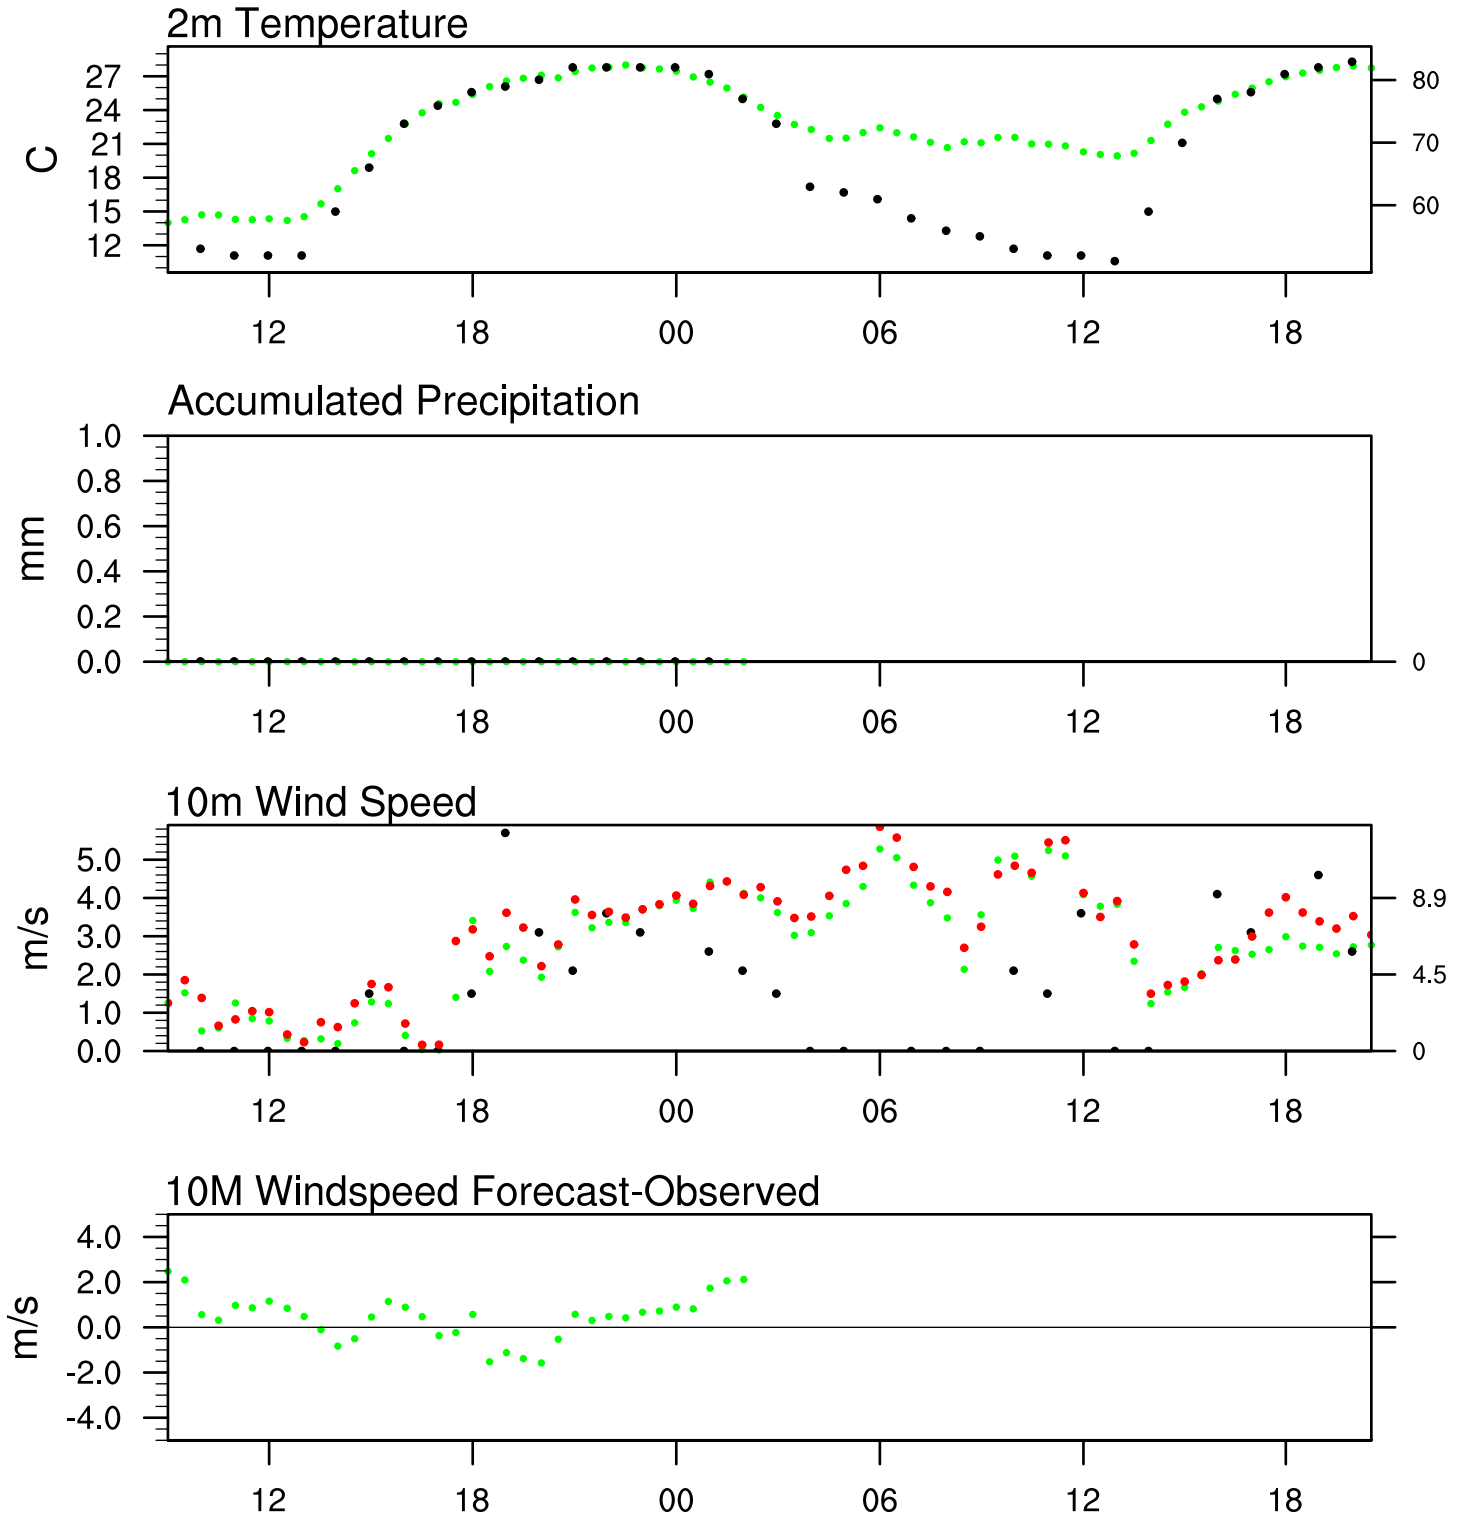 2m Temperature
27
24
21
18
15
12
C
80
70
60
12 18 00 06 12 18
Accumulated Precipitation
1.0
0.8
0.6
0.4
0.2
0.0
mm
0
12 18 00 06 12 18
10m Wind Speed
5.0
4.0
3.0
2.0
1.0
0.0
m/s
8.9
4.5
0
12 18 00 06 12 18
10M Windspeed Forecast-Observed
4.0
2.0
0.0
-2.0
-4.0
m/s
12 18 00 06 12 18